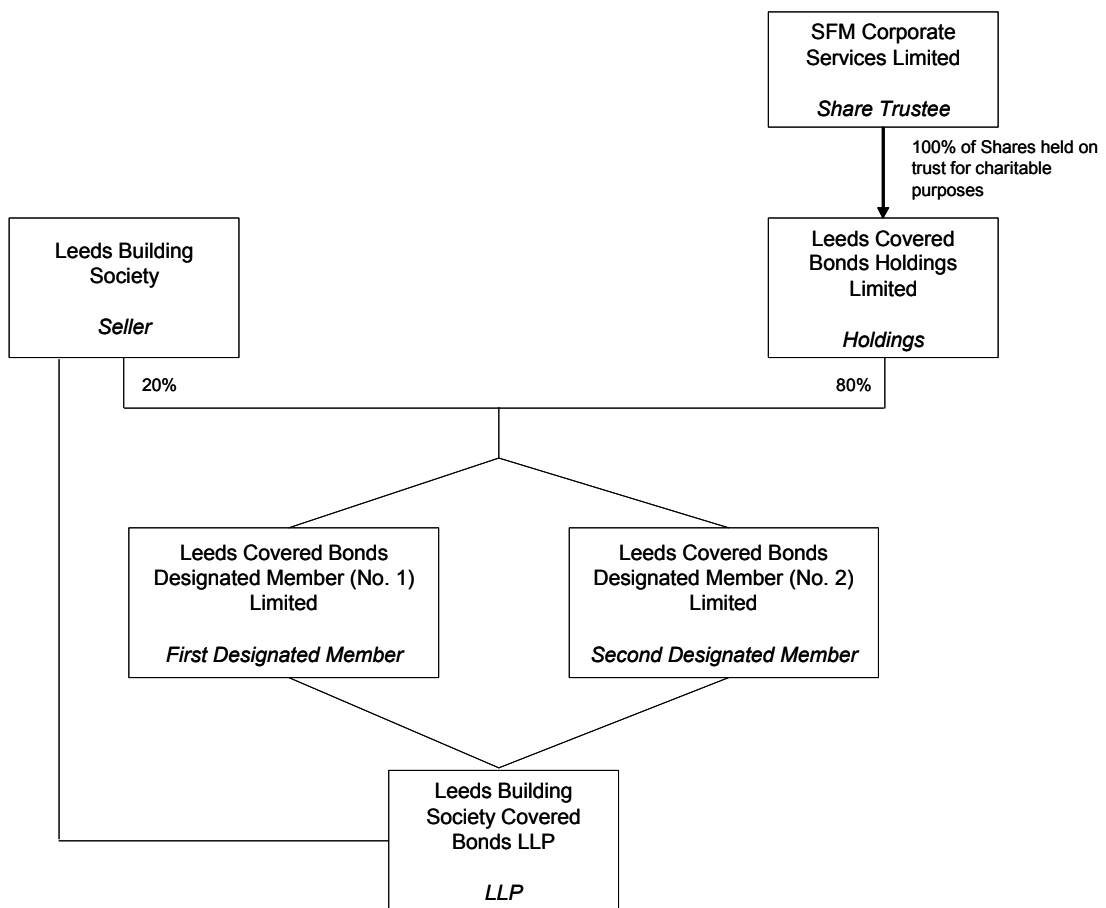 SFM Corporate
Services Limited
Share Trustee
100% of Shares held on
trust for charitable
purposes
Leeds Building
Society
Seller
Leeds Covered
Bonds Holdings
Limited
Holdings
20%
80%
Leeds Covered Bonds
Designated Member (No. 1)
Limited
First Designated Member
Leeds Covered Bonds
Designated Member (No. 2)
Limited
Second Designated Member
Leeds Building
Society Covered
Bonds LLP
LLP